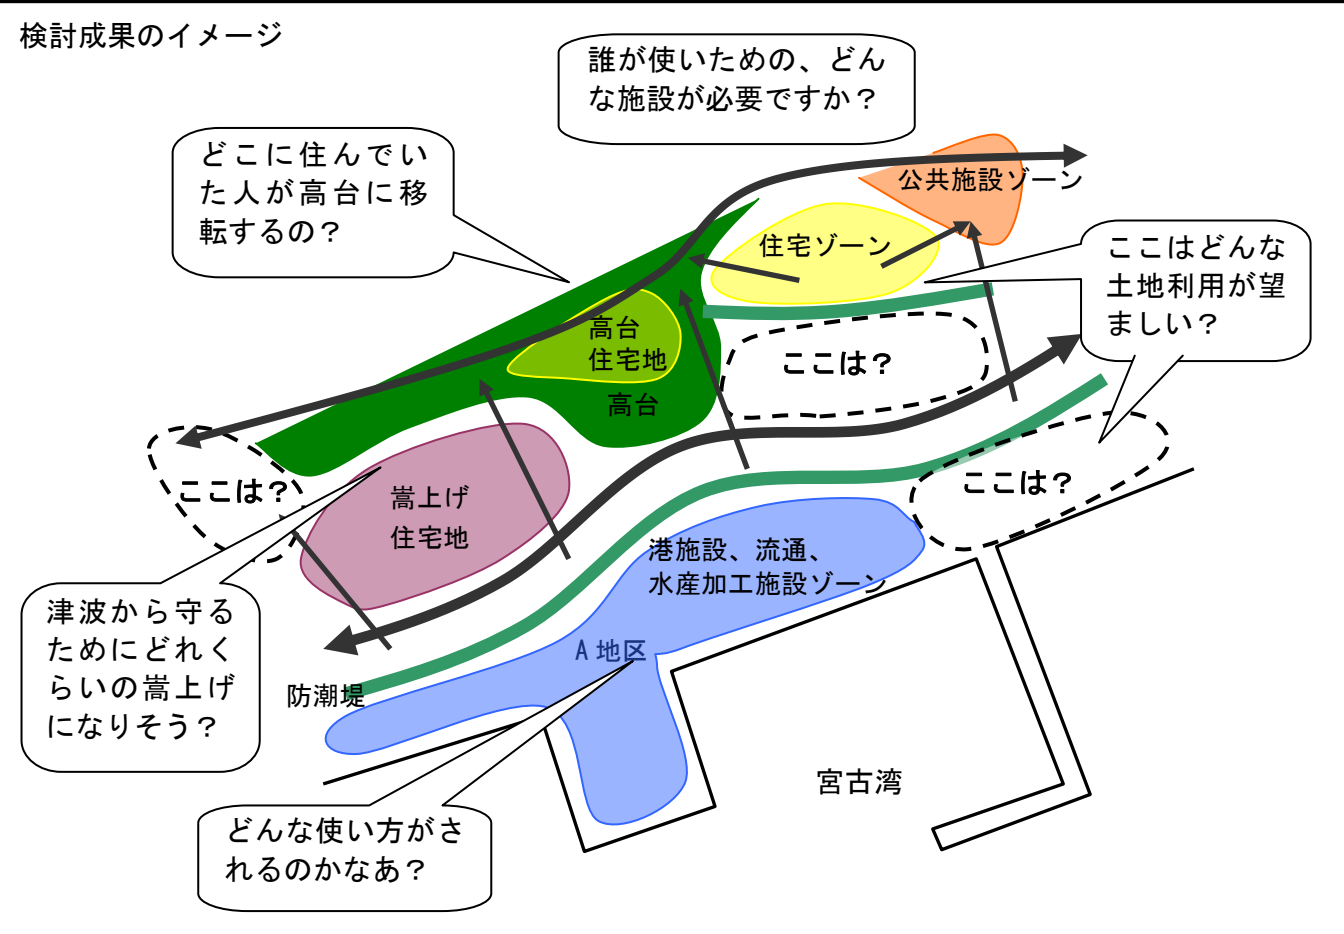 検討成果のイメージ
誰が使いための、どん
な施設が必要ですか？
どこに住んでい
た人が高台に移
転するの？
公共施設ゾーン
住宅ゾーン
ここはどんな
土地利用が望
ましい？
高台
住宅地
高台
ここは？
ここは？
嵩上げ
住宅地
ここは？
港施設、流通、
水産加工施設ゾーン
津波から守る
ためにどれく
らいの嵩上げ
になりそう？
A 地区
防潮堤
宮古湾
どんな使い方がさ
れるのかなあ？